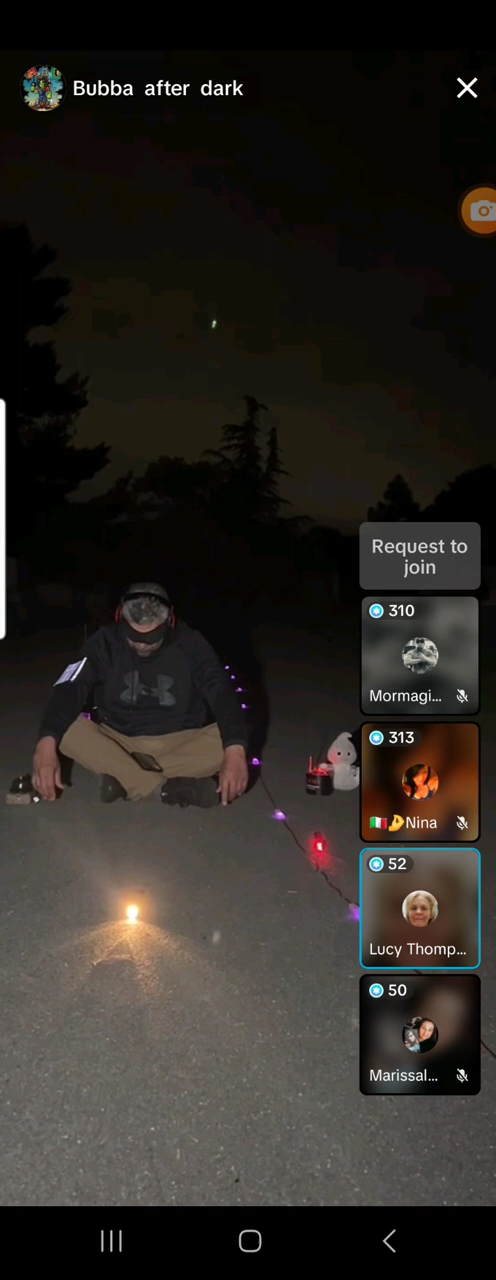 Bubba after dark
Request to
join
310
Mormagi...
313
🇮🇹🤌Nina
52
Lucy Thomp...
50
Marissal...